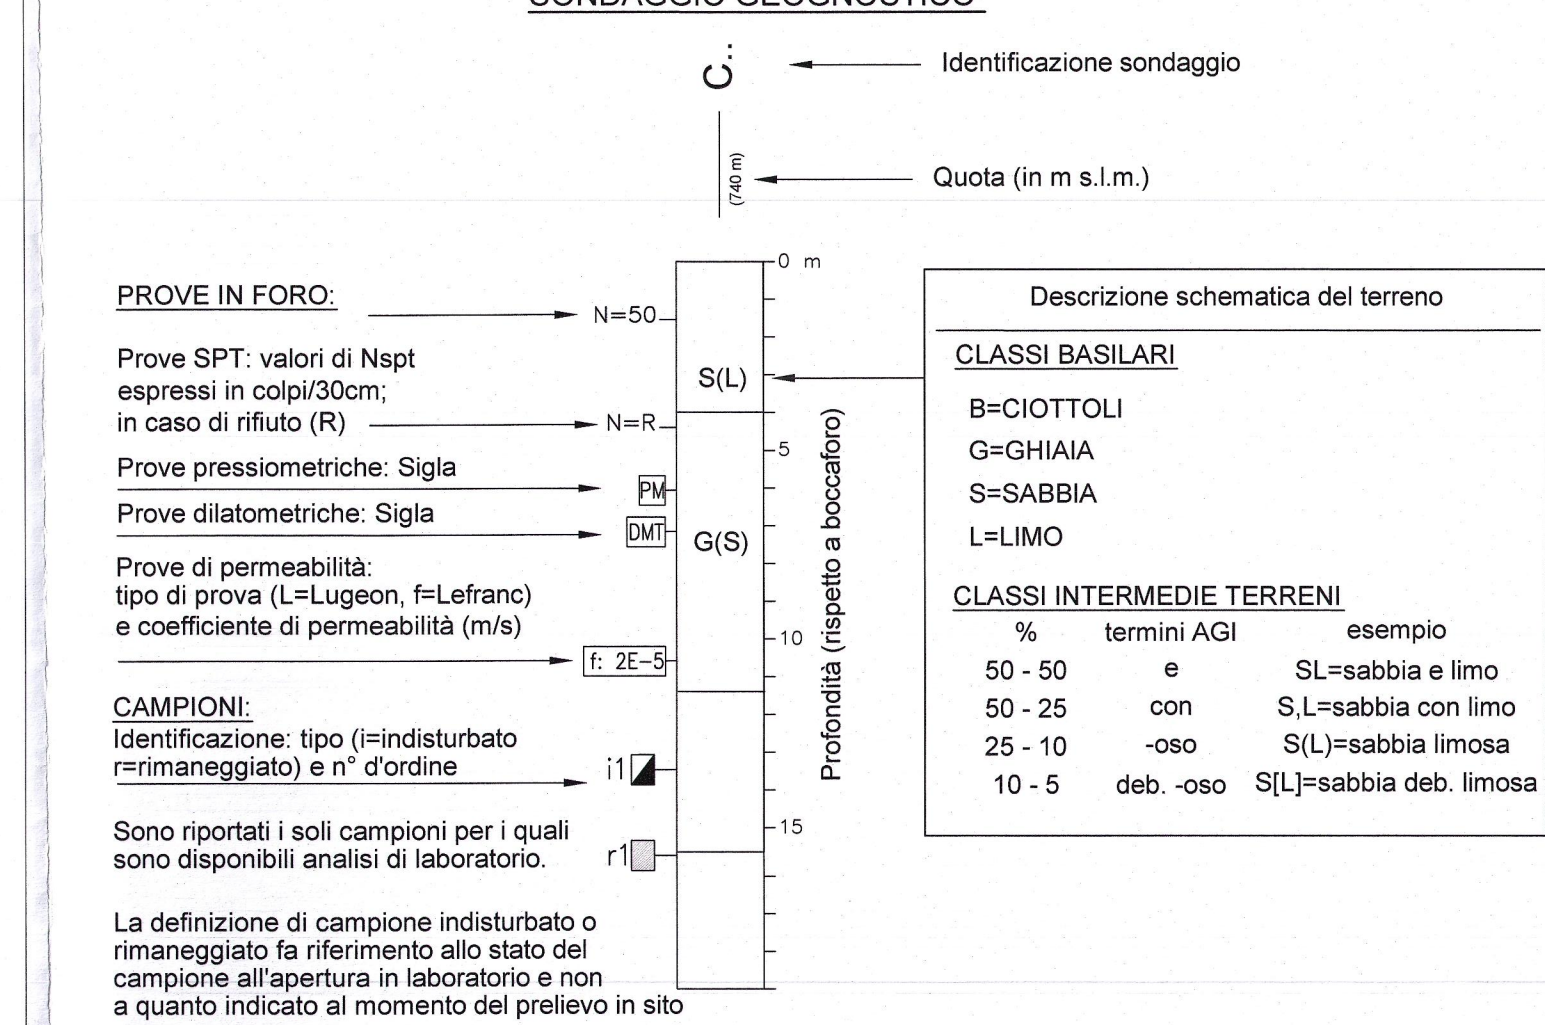 SONDAGGIO GEOGNOSTICO
C..
Identificazione sondaggio
(740 m)
Quota (in m s.l.m.)
PROVE IN FORO:
N=50
Prove SPT: valori di Nspt
espressi in colpi/30cm;
in caso di rifiuto (R)
N=R
Prove pressiometriche: Sigla
PM
Prove dilatometriche: Sigla
DMT
Prove di permeabilità:
tipo di prova (L=Lugeon, f=Lefranc)
e coefficiente di permeabilità (m/s)
f: 2E-5
CAMPIONI:
Identificazione: tipo (i=indisturbato
r=rimaneggiato) e n° d'ordine
i1
Sono riportati i soli campioni per i quali
sono disponibili analisi di laboratorio.
r1
La definizione di campione indisturbato o
rimaneggiato fa riferimento allo stato del
campione all'apertura in laboratorio e non
a quanto indicato al momento del prelievo in sito
S(L)
G(S)
0 m
5
10
15
Profondità (rispetto a boccaforo)
Descrizione schematica del terreno
CLASSI BASILARI
B=CIOTTOLI
G=GHIAIA
S=SABBIA
L=LIMO
CLASSI INTERMEDIE TERRENI
% termini AGI esempio
50 - 50 e SL=sabbia e limo
50 - 25 con S,L=sabbia con limo
25 - 10 -oso S(L)=sabbia limosa
10 - 5 deb. -oso S[L]=sabbia deb. limosa